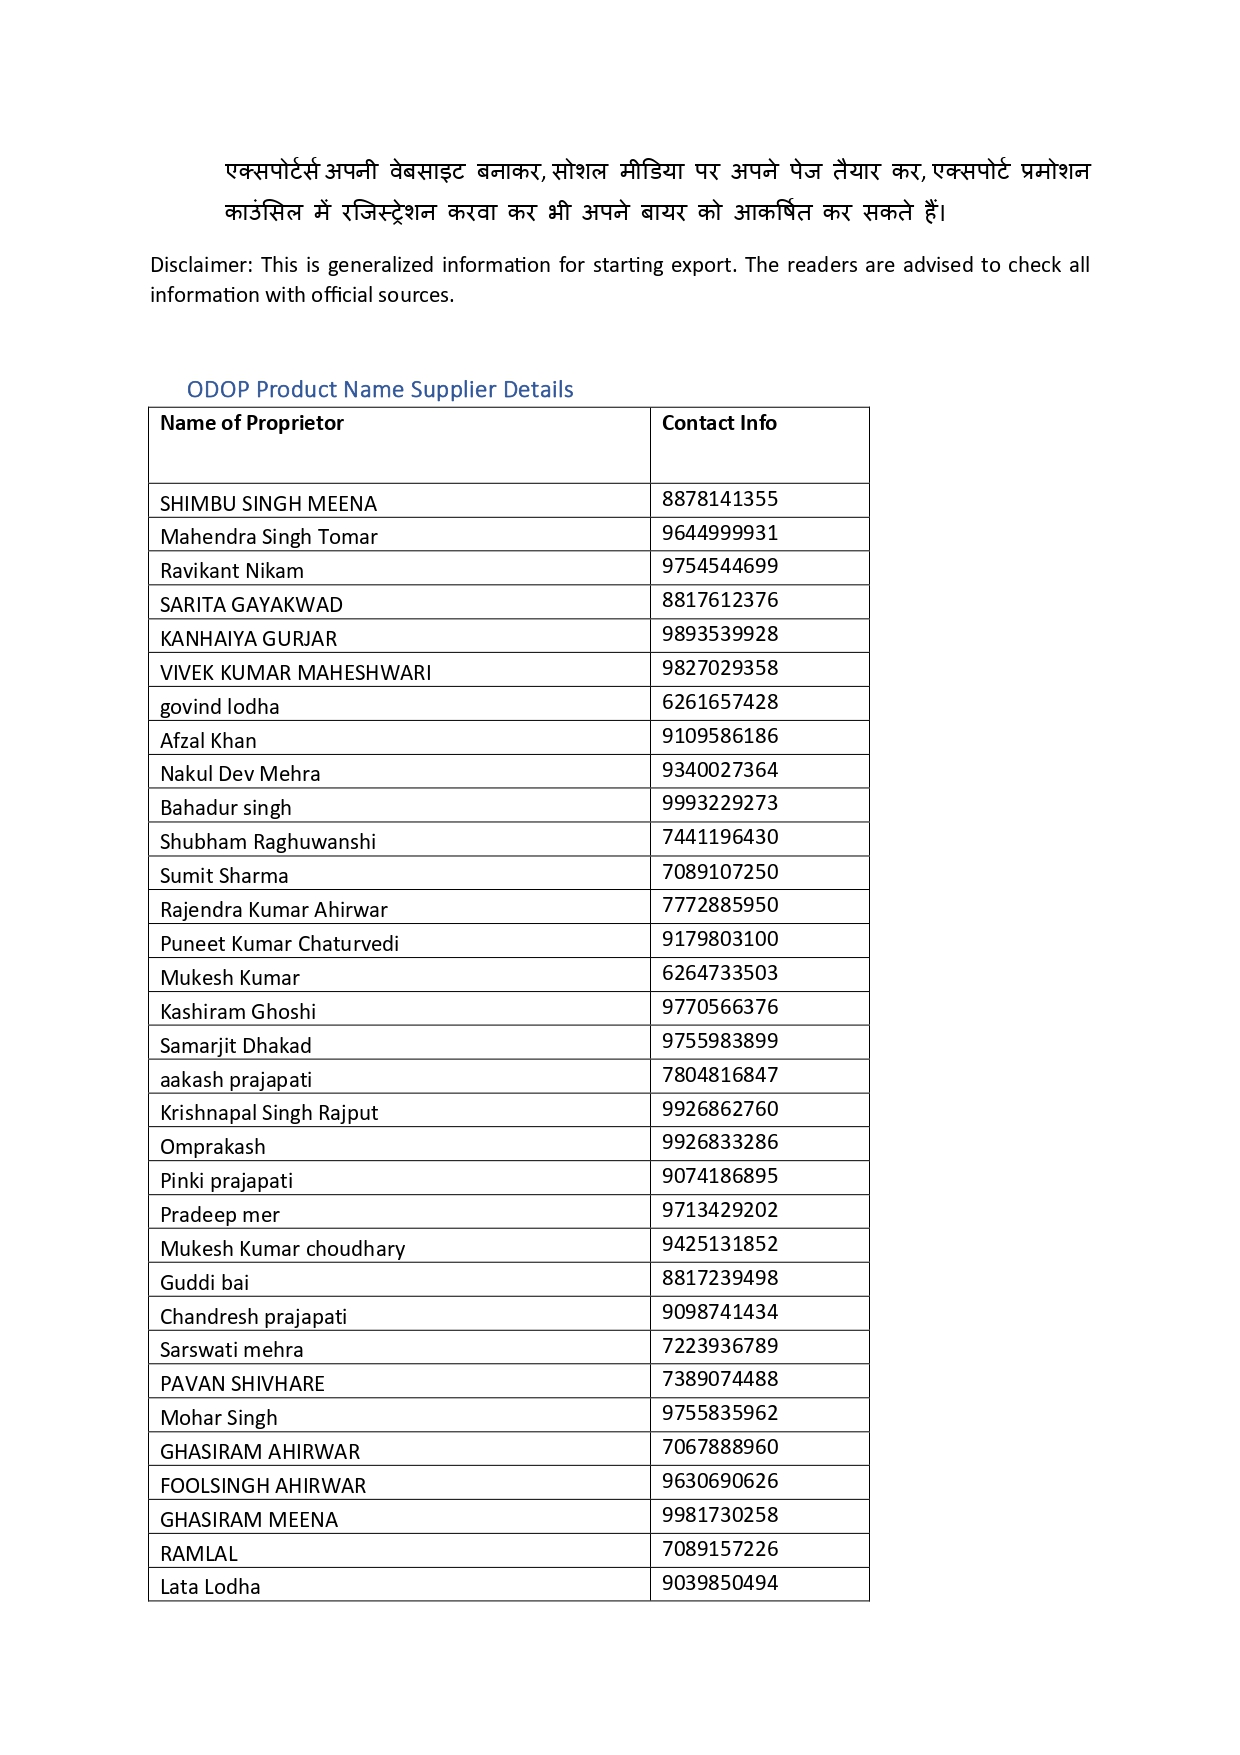 एक्सपोर्टर्स अपनी वेबसाइट बनाकर, सोशल मीडिया पर अपने पेज तैयार कर, एक्सपोर्ट प्रमोशन
काउंसिल में रजिस्ट्रेशन करवा कर भी अपने बायर को आकर्षित कर सकते हैं।
Disclaimer: This is generalized information for starting export. The readers are advised to check all
information with official sources.
ODOP Product Name Supplier Details
Name of Proprietor Contact Info
SHIMBU SINGH MEENA 8878141355
Mahendra Singh Tomar 9644999931
Ravikant Nikam 9754544699
SARITA GAYAKWAD 8817612376
KANHAIYA GURJAR 9893539928
VIVEK KUMAR MAHESHWARI 9827029358
govind lodha 6261657428
Afzal Khan 9109586186
Nakul Dev Mehra 9340027364
Bahadur singh 9993229273
Shubham Raghuwanshi 7441196430
Sumit Sharma 7089107250
Rajendra Kumar Ahirwar 7772885950
Puneet Kumar Chaturvedi 9179803100
Mukesh Kumar 6264733503
Kashiram Ghoshi 9770566376
Samarjit Dhakad 9755983899
aakash prajapati 7804816847
Krishnapal Singh Rajput 9926862760
Omprakash 9926833286
Pinki prajapati 9074186895
Pradeep mer 9713429202
Mukesh Kumar choudhary 9425131852
Guddi bai 8817239498
Chandresh prajapati 9098741434
Sarswati mehra 7223936789
PAVAN SHIVHARE 7389074488
Mohar Singh 9755835962
GHASIRAM AHIRWAR 7067888960
FOOLSINGH AHIRWAR 9630690626
GHASIRAM MEENA 9981730258
RAMLAL 7089157226
Lata Lodha 9039850494